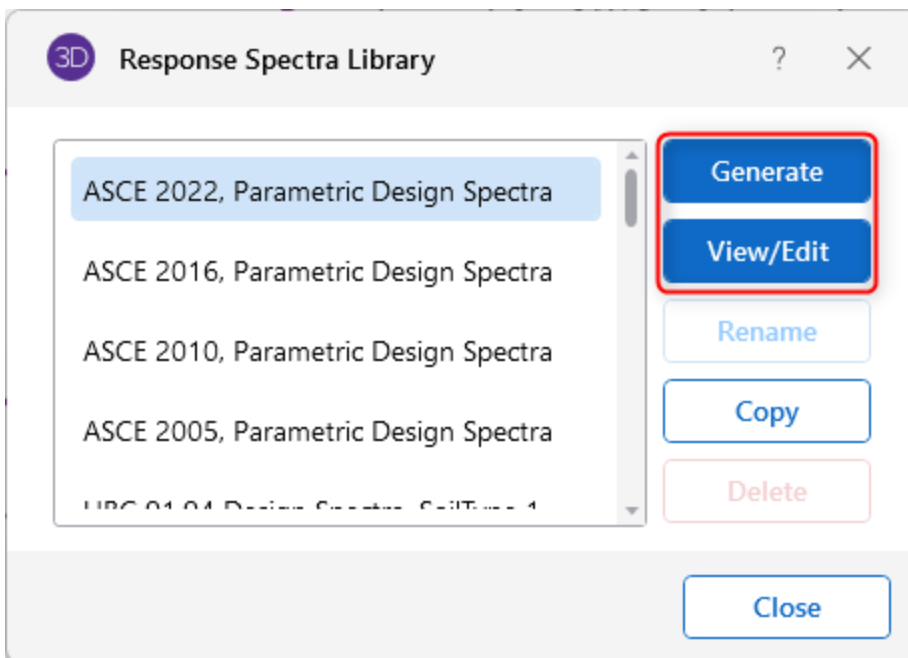 3D Response Spectra Library ?
ASCE 2022, Parametric Design Spectra
ASCE 2016, Parametric Design Spectra
ASCE 2010, Parametric Design Spectra
ASCE 2005, Parametric Design Spectra
Generate
View/Edit
Rename
Copy
Delete
Close